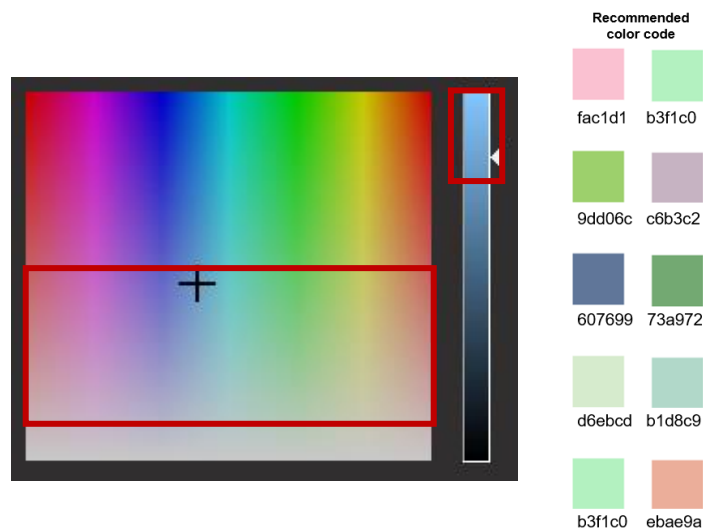 Recommended
color code
fac1d1 b3f1c0
9dd06c c6b3c2
607699 73a972
d6ebcd b1d8c9
b3f1c0 ebae9a